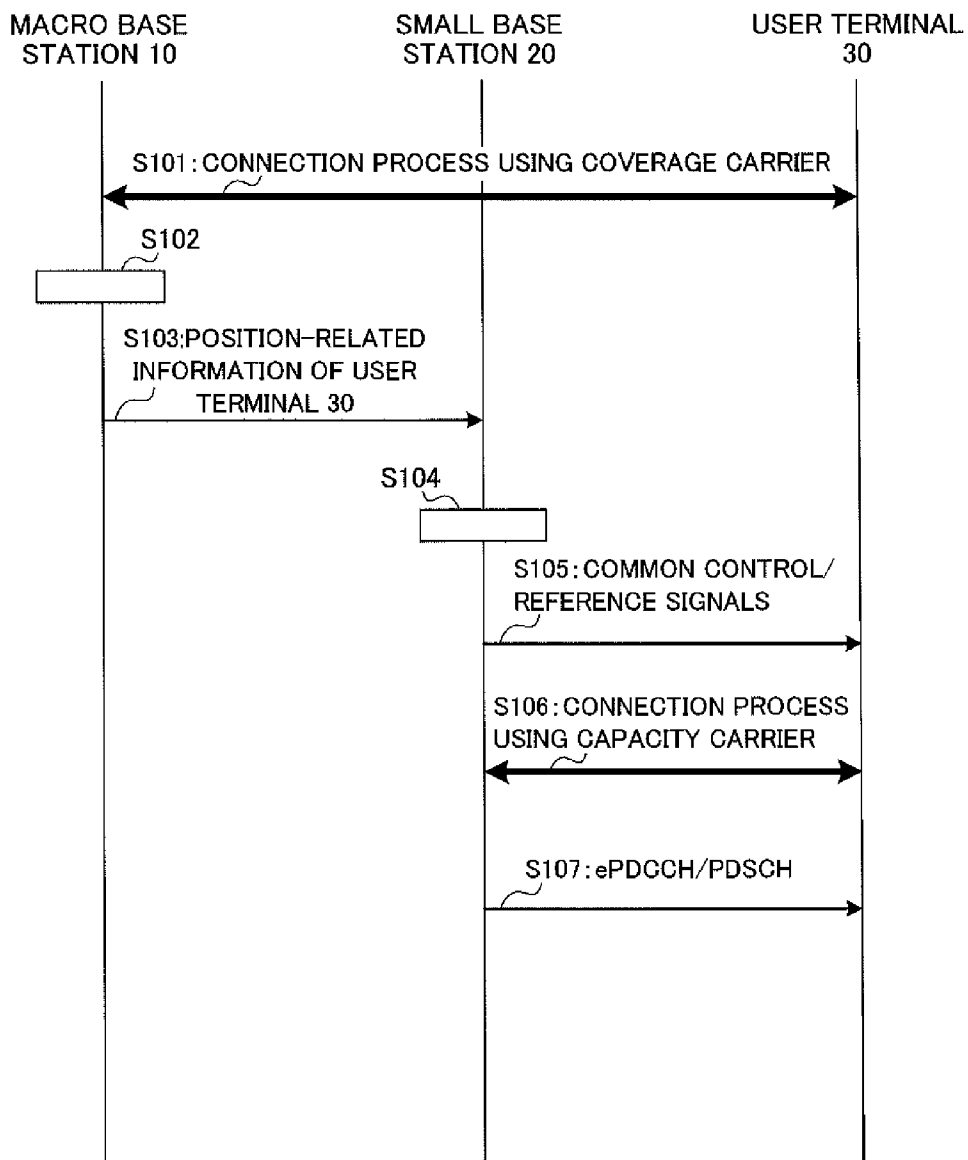 MACRO BASE
STATION 10
SMALL BASE
STATION 20
USER TERMINAL
30
S101:CONNECTION PROCESS USING COVERAGE CARRIER
S102
S103:POSITION-RELATED
INFORMATION OF USER
TERMINAL 30
S104
S105:COMMON CONTROL/
REFERENCE SIGNALS
S106:CONNECTION PROCESS
USING CAPACITY CARRIER
S107:ePDCCH/PDSCH